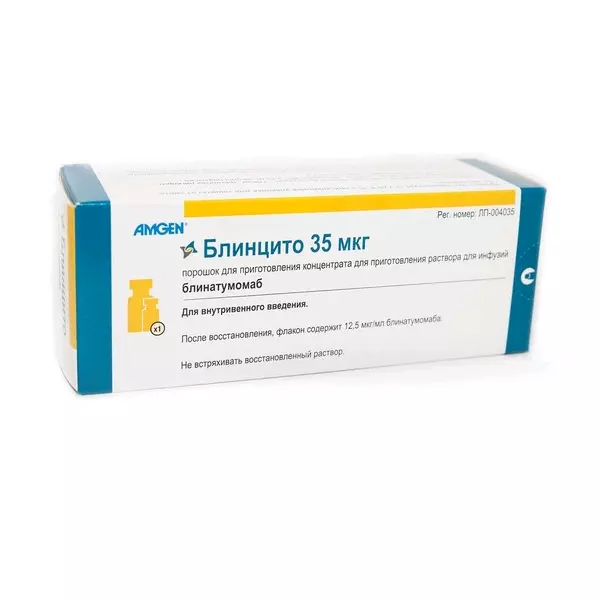 Рег. номер: ЛП-004035
AMGEN®
Блинцито 35 мкг
порошок для приготовления концентрата для приготовления раствора для инфузий
блинатумомаб
x1
Для внутривенного введения.
После восстановления, флакон содержит 12,5 мкг/мл блинатумомаба.
Не встряхивать восстановленный раствор.